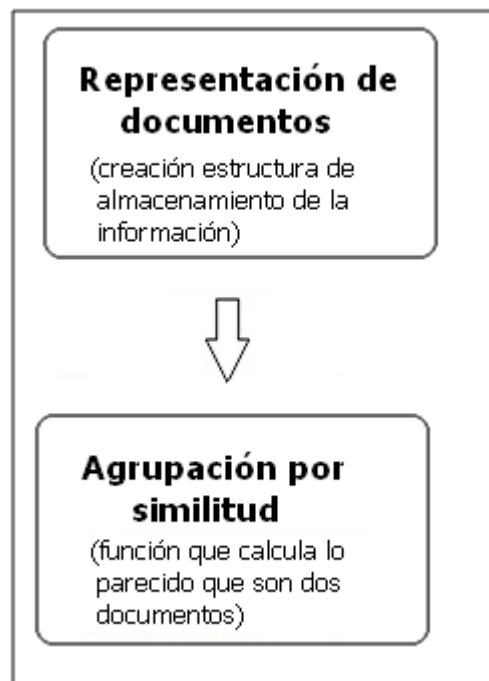 Representación de
documentos
(creación estructura de
almacenamiento de la
información)
Agrupación por
similitud
(función que calcula lo
parecido que son dos
documentos)